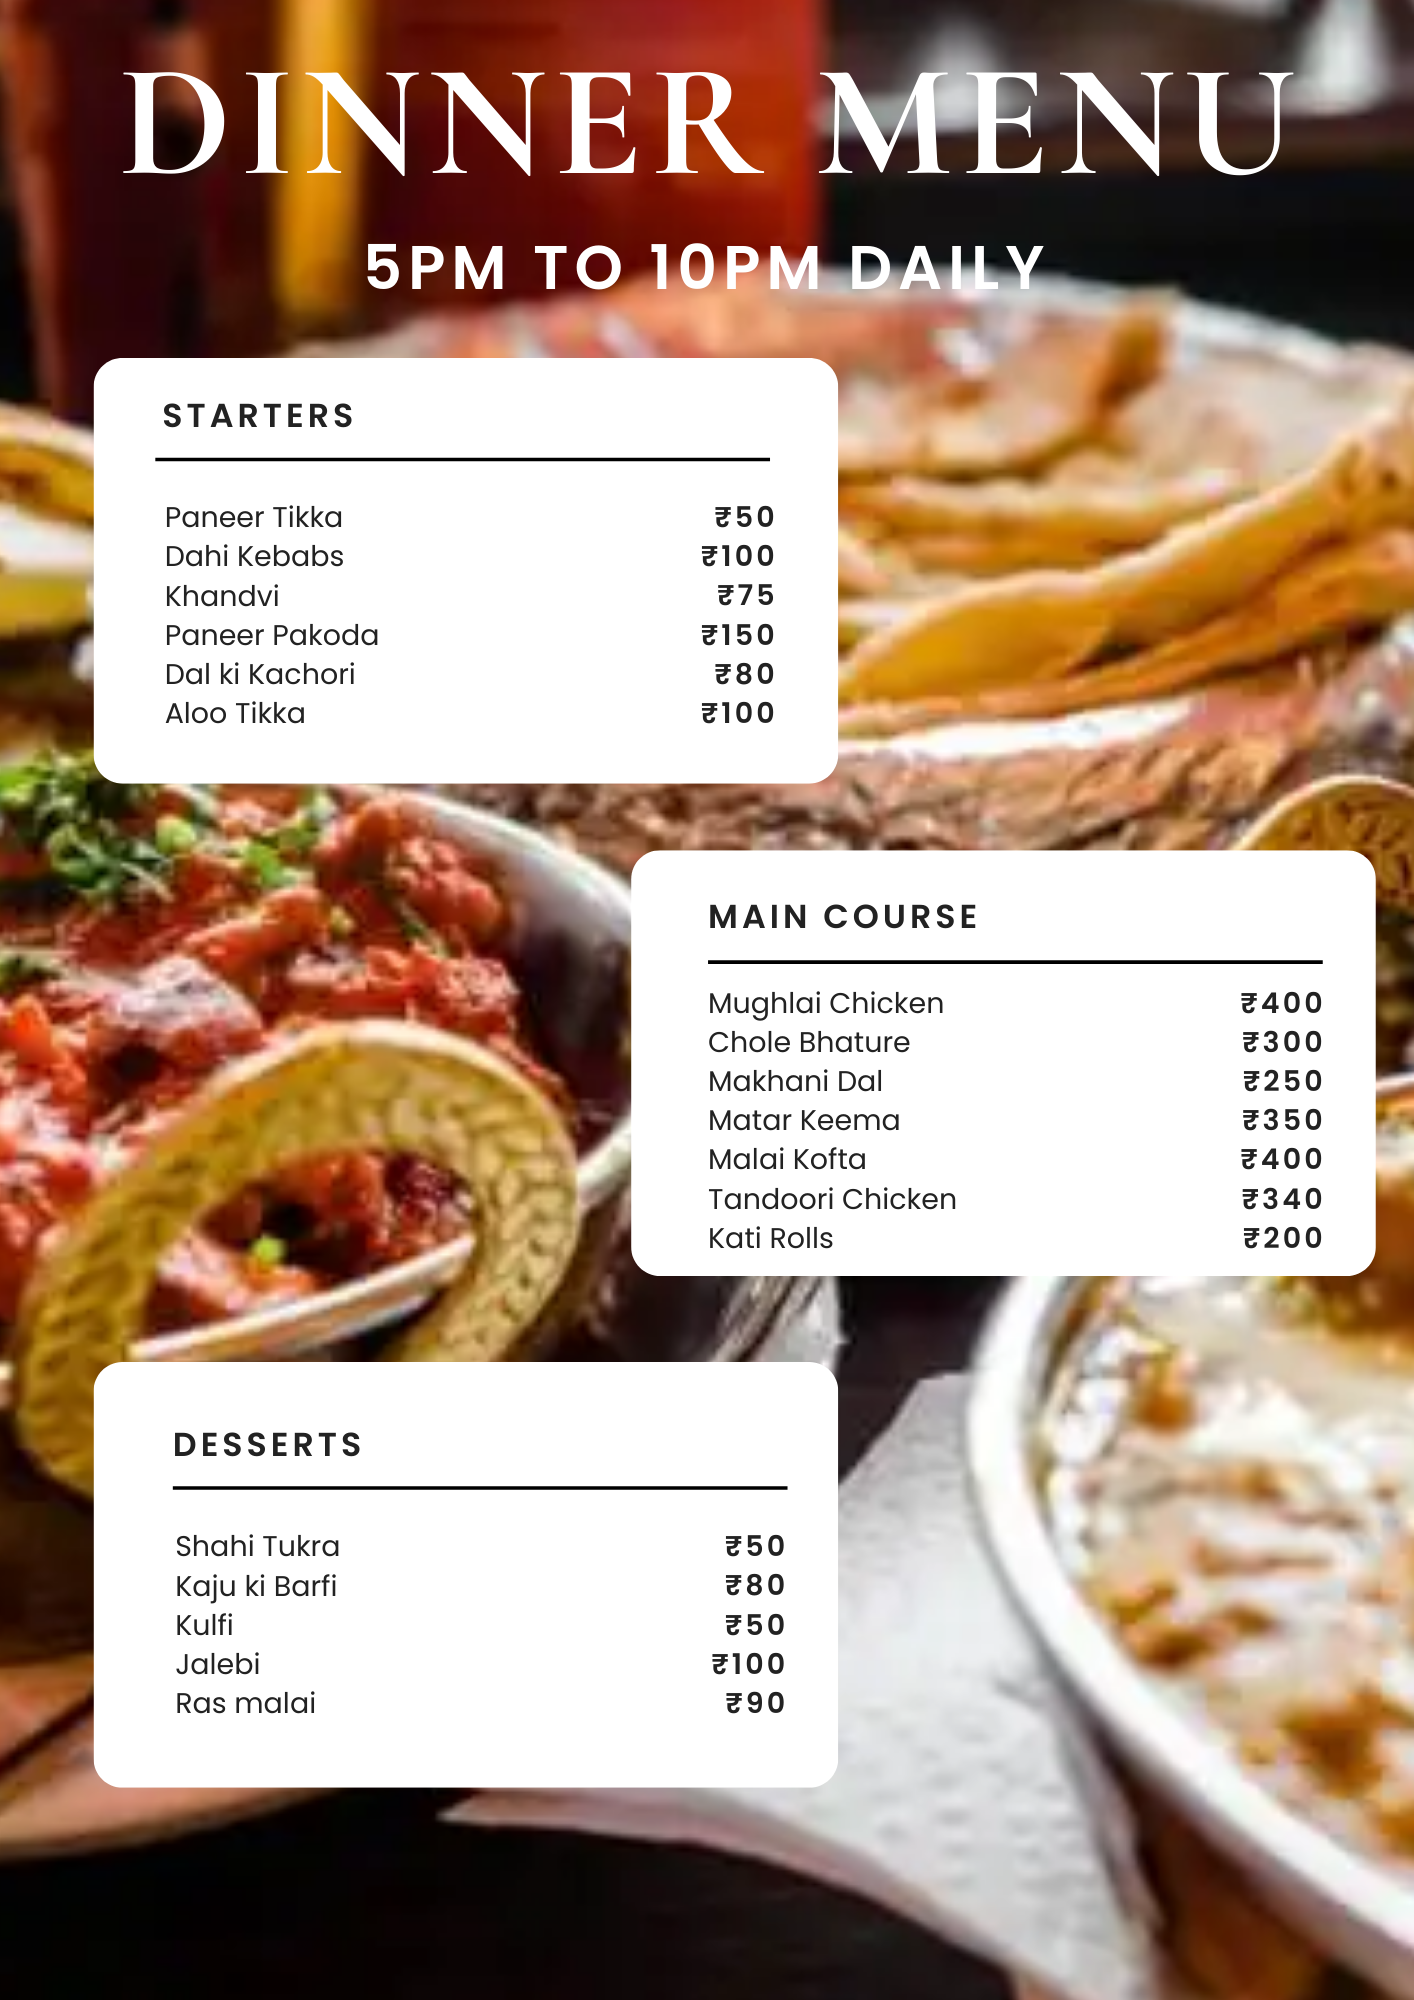 DINNER MENU
5PM TO 10PM DAILY
STARTERS
Paneer Tikka ₹50
Dahi Kebabs ₹100
Khandvi ₹75
Paneer Pakoda ₹150
Dal ki Kachori ₹80
Aloo Tikka ₹100
MAIN COURSE
Mughlai Chicken ₹400
Chole Bhature ₹300
Makhani Dal ₹250
Matar Keema ₹350
Malai Kofta ₹400
Tandoori Chicken ₹340
Kati Rolls ₹200
DESSERTS
Shahi Tukra ₹50
Kaju ki Barfi ₹80
Kulfi ₹50
Jalebi ₹100
Ras malai ₹90